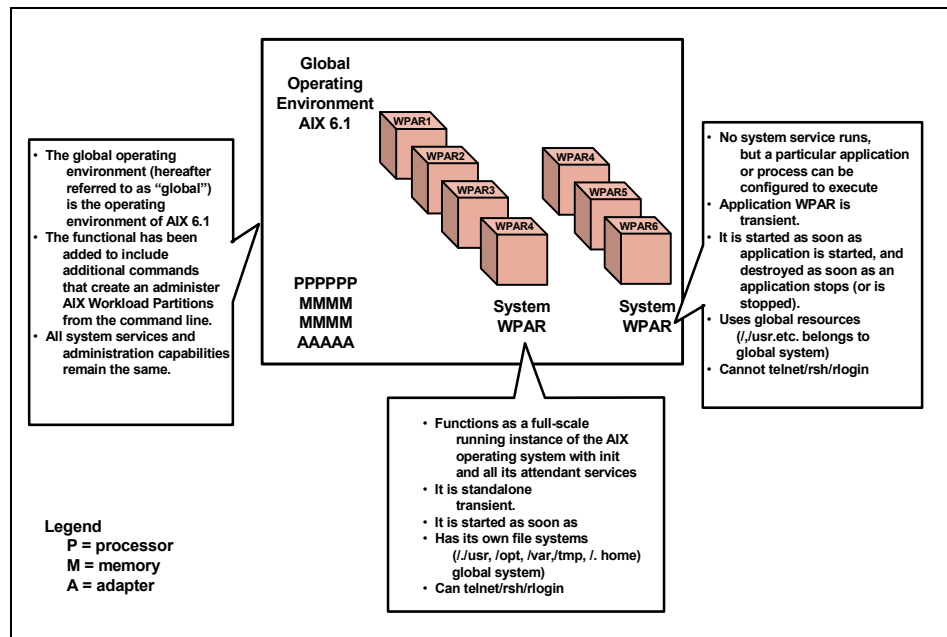 Global
Operating
Environment
AIX 6.1
WPAR1
WPAR2
WPAR3
WPAR4
WPAR4
WPAR5
WPAR6
PPPPPP
MMMM
MMMM
AAAAA
System
WPAR
System
WPAR
• The global operating
environment (hereafter
referred to as “global”)
is the operating
environment of AIX 6.1
• The functional has been
added to include
additional commands
that create an administer
AIX Workload Partitions
from the command line.
• All system services and
administration capabilities
remain the same.
• No system service runs,
but a particular application
or process can be
configured to execute
• Application WPAR is
transient.
• It is started as soon as
application is started, and
destroyed as soon as an
application stops (or is
stopped).
• Uses global resources
(/,/usr.etc. belongs to
global system)
• Cannot telnet/rsh/rlogin
• Functions as a full-scale
running instance of the AIX
operating system with init
and all its attendant services
• It is standalone
transient.
• It is started as soon as
• Has its own file systems
(/./usr, /opt, /var,/tmp, /. home)
global system)
• Can telnet/rsh/rlogin
Legend
P = processor
M = memory
A = adapter